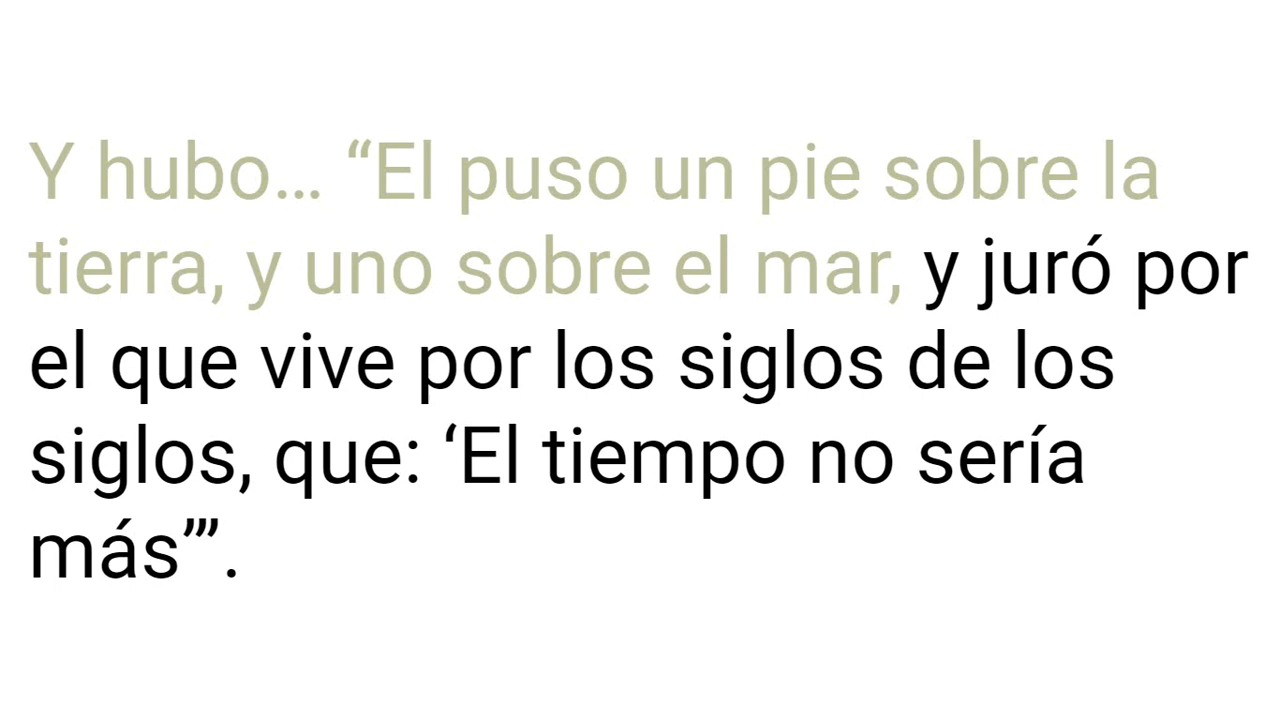 Y hubo… “El puso un pie sobre la
tierra, y uno sobre el mar, y juró por
el que vive por los siglos de los
siglos, que: ‘El tiempo no sería
más’”.